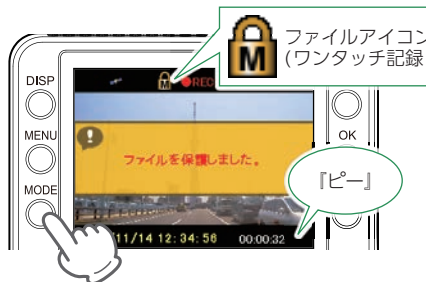 ファイルアイコン
(ワンタッチ記録
M
DISP
M
REC
MENU
OK
!
ファイルを保護しました。
『ピー』
MODE
11/14 12:34:56
00:00:32